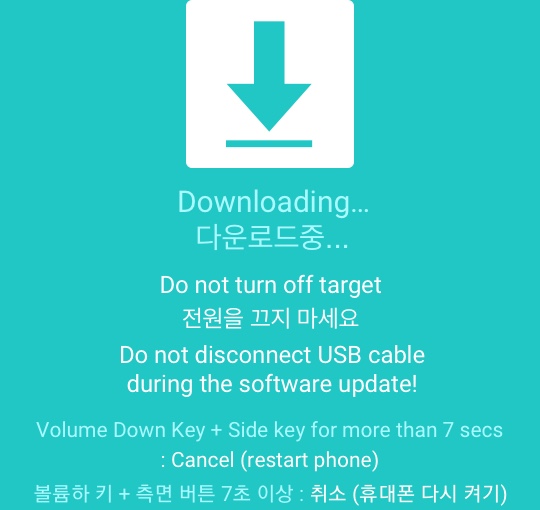 Downloading...
다운로드중...
Do not turn off target
전원을 끄지 마세요
Do not disconnect USB cable
during the software update!
Volume Down Key + Side key for more than 7 secs
: Cancel (restart phone)
볼륨하 키 + 측면 버튼 7초 이상 : 취소 (휴대폰 다시 켜기)